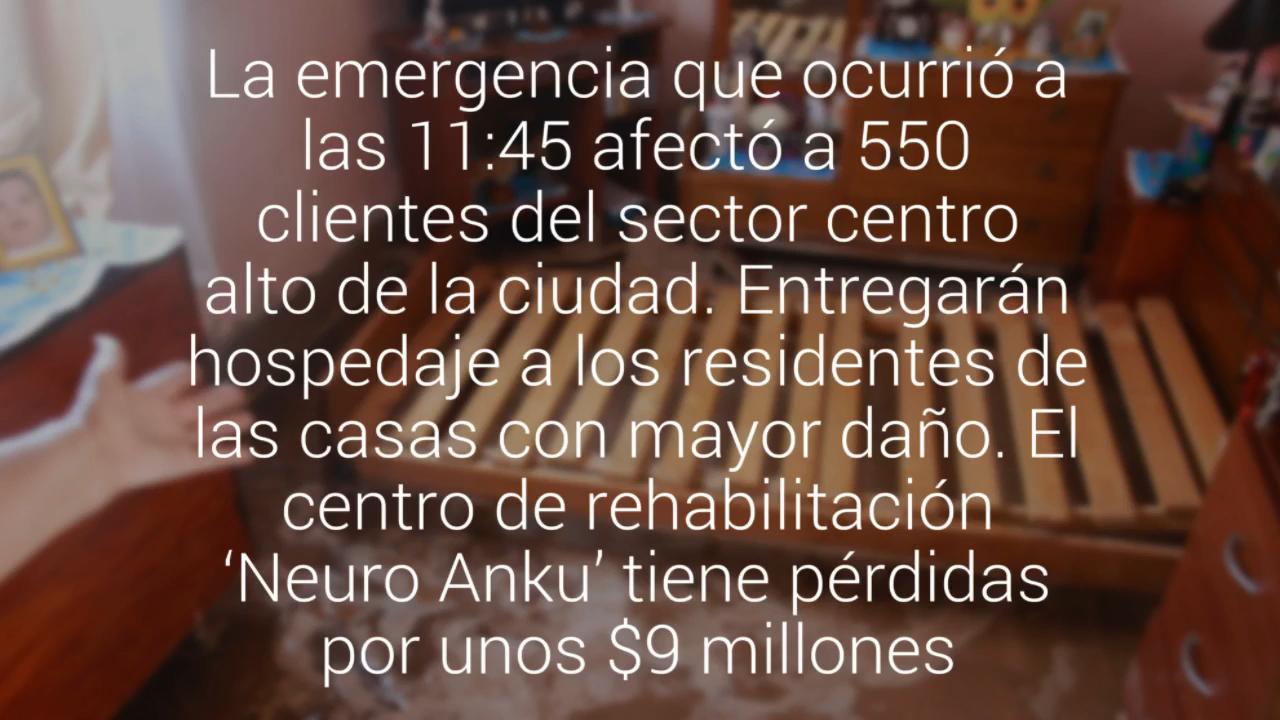 La emergencia que ocurrió a
las 11:45 afectó a 550
clientes del sector centro
alto de la ciudad. Entregarán
hospedaje a los residentes de
las casas con mayor daño. El
centro de rehabilitación
‘Neuro Anku’ tiene pérdidas
por unos $9 millones